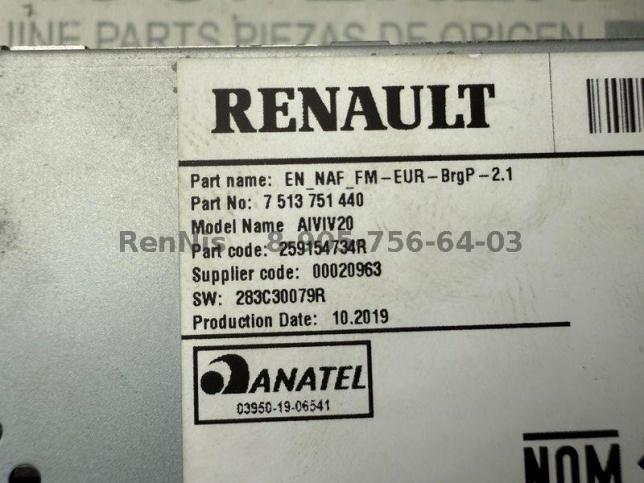 INE PARTS PIEZAS DE ORIGEN
RENAULT
Part name: EN_NAF_FM-EUR-BrgP-2.1
Part No: 7 513 751 440
Model Name AIVIV20
RenNis 8-905-756-64-03
Part code: 259154734R
Supplier code: 00020963
SW: 283C30079R
Production Date: 10.2019
ANATEL
03950-19-06541
NOM